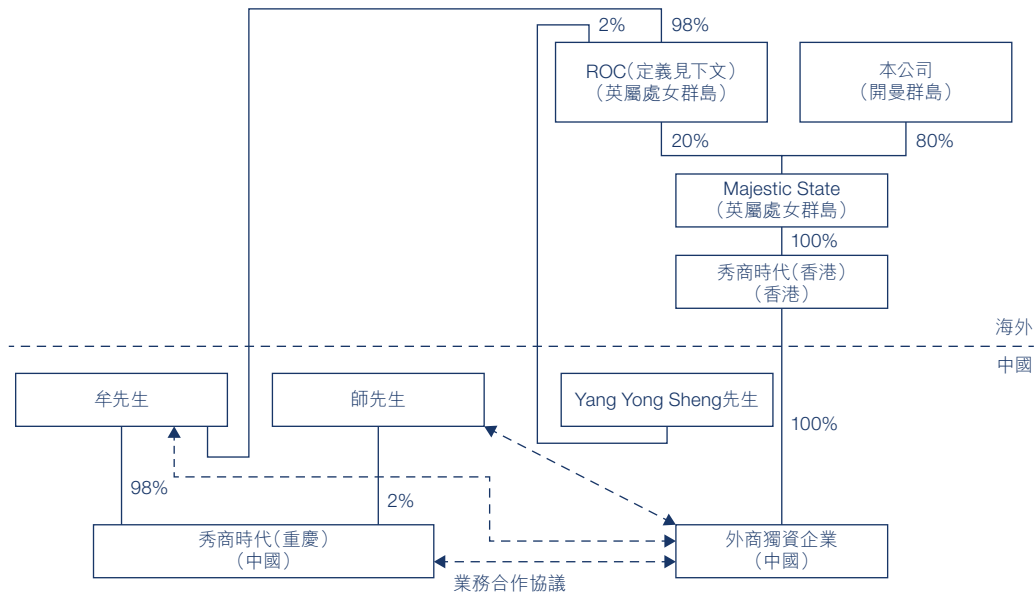 2%
98%
ROC(定義見下文)
(英屬處女群島)
本公司
(開曼群島)
20%
80%
Majestic State
(英屬處女群島)
100%
秀商時代(香港)
(香港)
海外
中國
牟先生
師先生
Yang Yong Sheng先生
100%
98%
2%
秀商時代(重慶)
(中國)
外商獨資企業
(中國)
業務合作協議